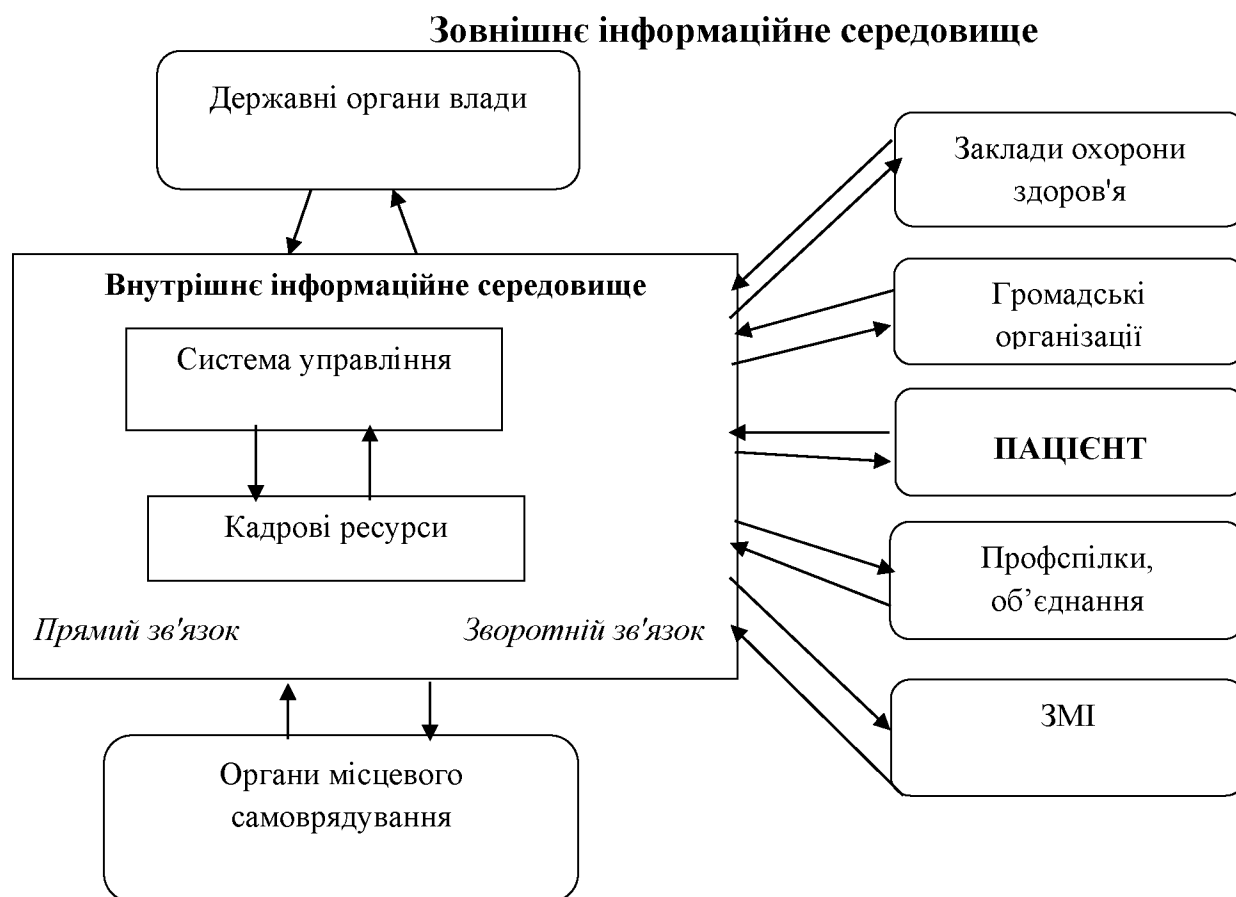 Зовнішнє інформаційне середовище
Державні органи влади
Заклади охорони
здоров'я
Внутрішнє інформаційне середовище
Громадські
організації
Система управління
ПАЦІЄНТ
Кадрові ресурси
Профспілки,
об’єднання
Прямий зв'язок
Зворотній зв'язок
ЗМІ
Органи місцевого
самоврядування